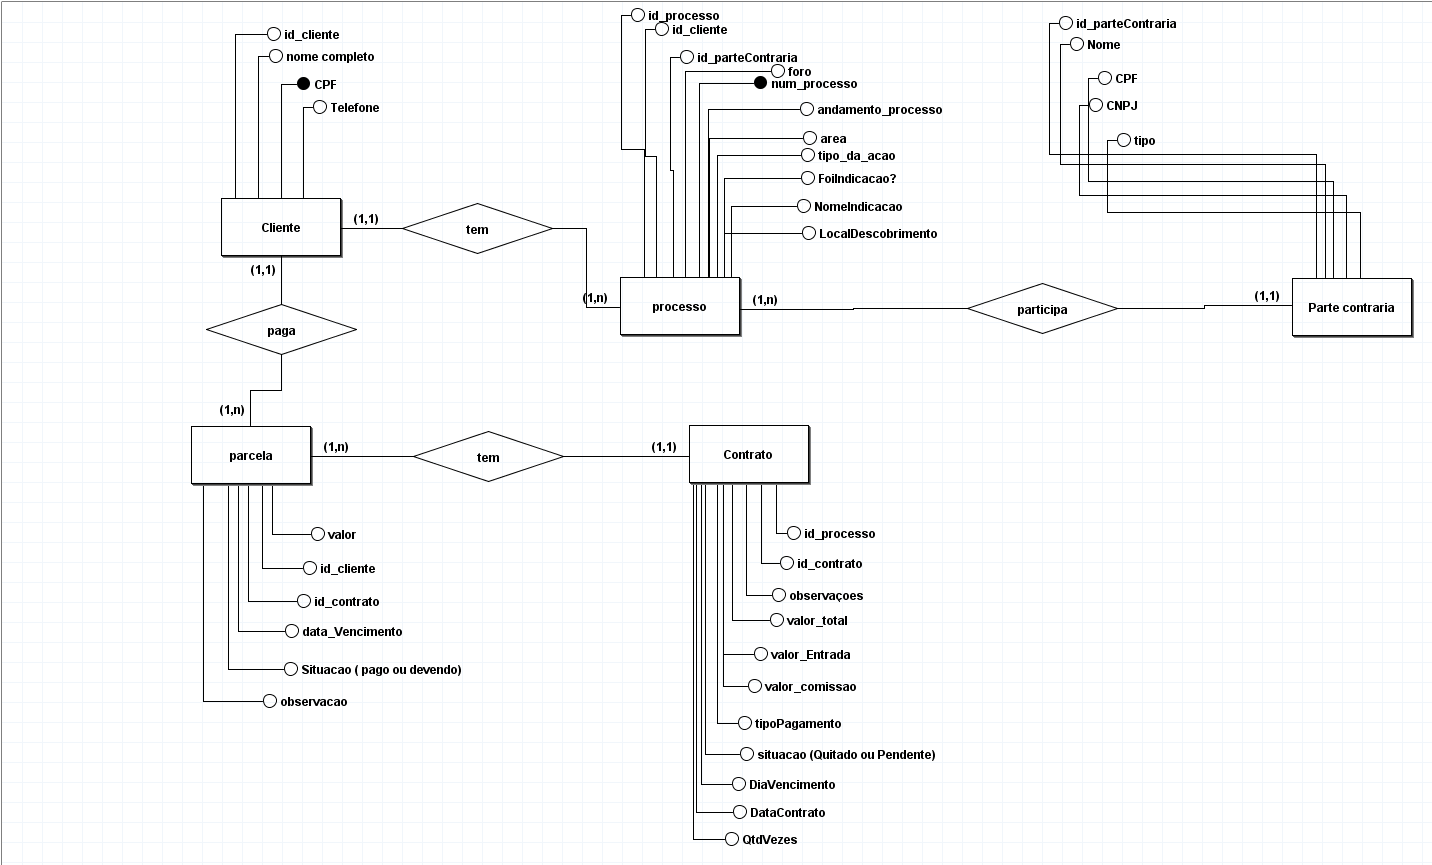 id_cliente
nome completo
CPF
Telefone
Cliente
(1,1)
tem
(1,n)
id_processo
id_cliente
id_parteContraria
foro
num_processo
andamento_processo
area
tipo_da_acao
FoiIndicacao?
NomeIndicacao
LocalDescobrimento
processo
(1,n)
participa
(1,1)
id_parteContraria
Nome
CPF
CNPJ
tipo
Parte contraria
(1,1)
paga
(1,n)
parcela
(1,n)
tem
(1,1)
Contrato
valor
id_cliente
id_contrato
data_Vencimento
Situacao ( pago ou devendo)
observacao
id_processo
id_contrato
observaçoes
valor_total
valor_Entrada
valor_comissao
tipoPagamento
situacao (Quitado ou Pendente)
DiaVencimento
DataContrato
QtdVezes